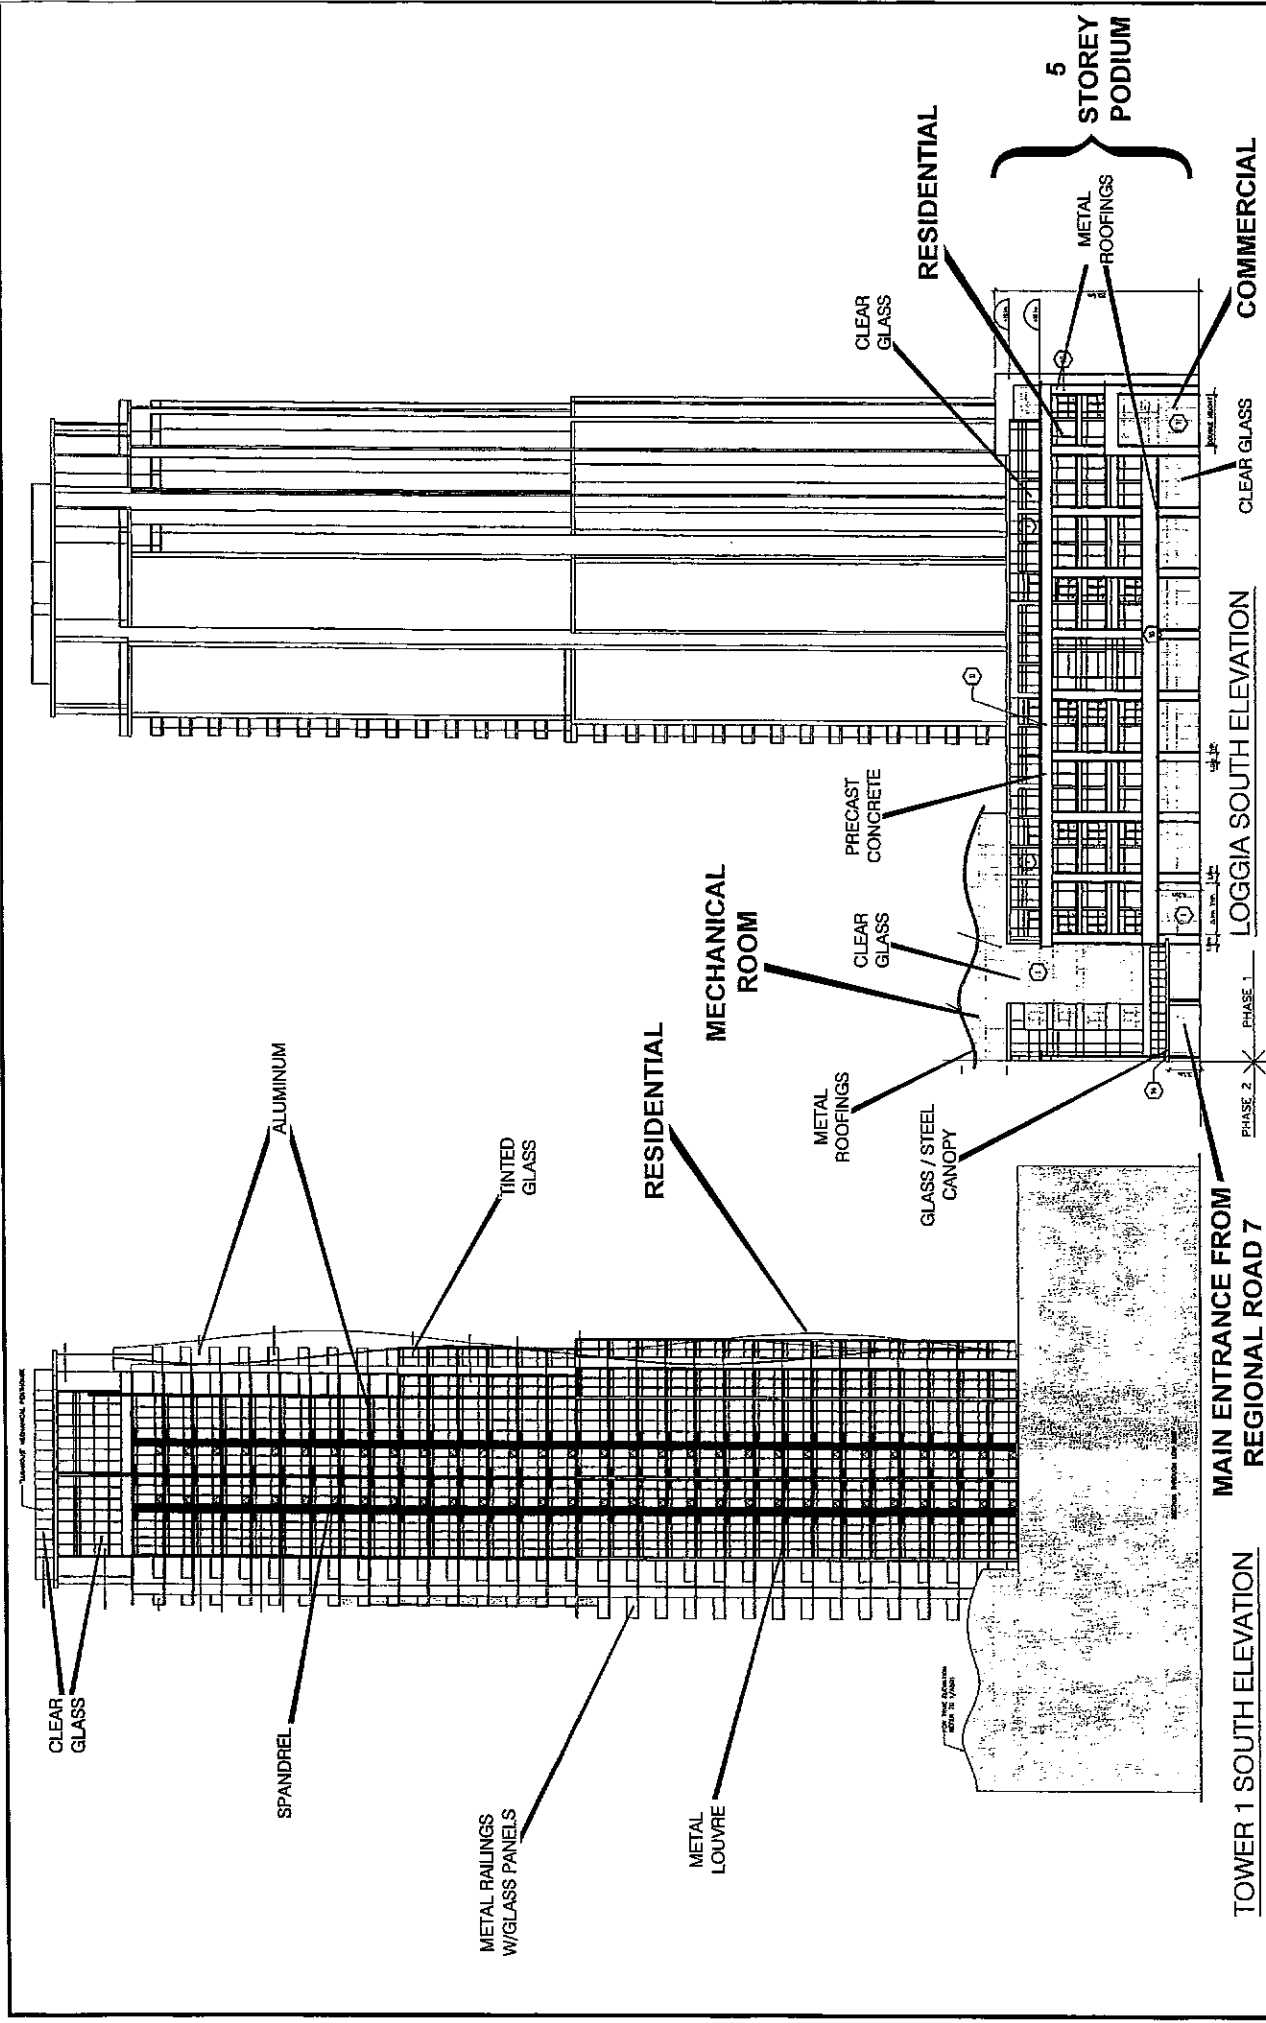 CLEAR
GLASS
SPANDREL
METAL RAILINGS
W/GLASS PANELS
METAL
LOUVRE
ALUMINUM
TINTED
GLASS
RESIDENTIAL
TOWER 1 SOUTH ELEVATION
MECHANICAL
ROOM
METAL
ROOFINGS
GLASS / STEEL
CANOPY
MAIN ENTRANCE FROM
REGIONAL ROAD 7
CLEAR
GLASS
PRECAST
CONCRETE
CLEAR
GLASS
RESIDENTIAL
METAL
ROOFINGS
5
STOREY
PODIUM
COMMERCIAL
CLEAR GLASS
PHASE 2
PHASE 1
LOGGIA SOUTH ELEVATION